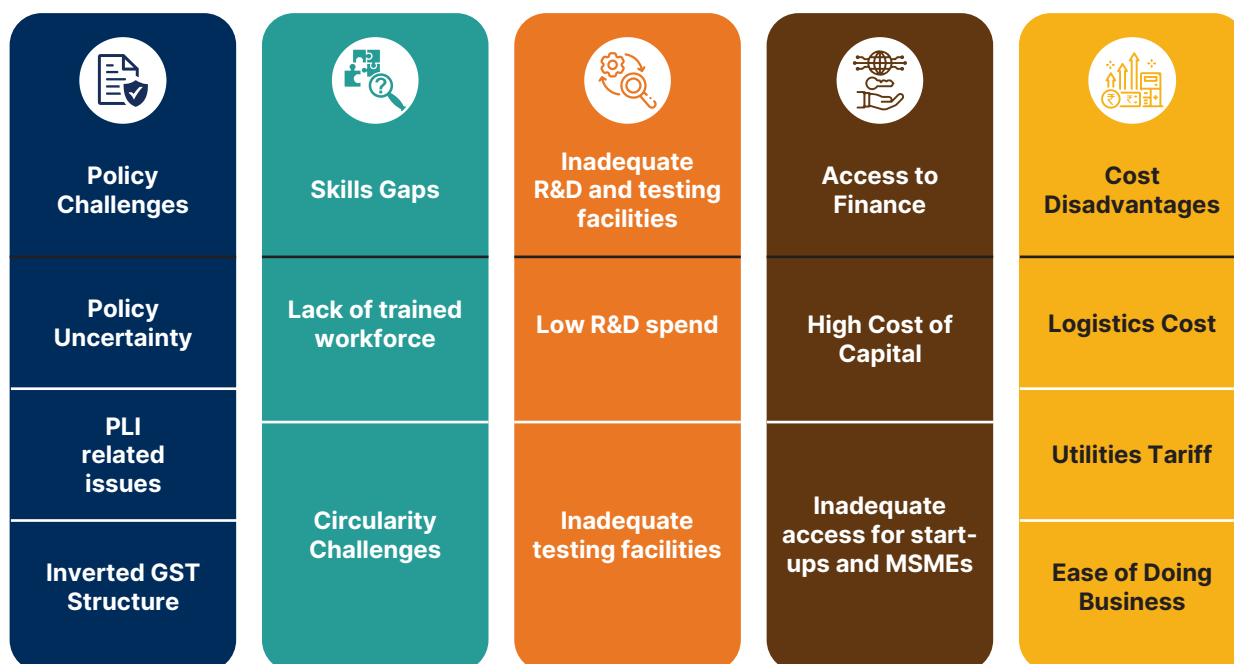 Policy
Challenges
Policy
Uncertainty
PLI
related
issues
Inverted GST
Structure
Skills Gaps
Lack of trained
workforce
Circularity
Challenges
Inadequate
R&D and testing
facilities
Low R&D spend
Inadequate
testing facilities
Access to
Finance
High Cost of
Capital
Inadequate
access for start-
ups and MSMEs
Cost
Disadvantages
Logistics Cost
Utilities Tariff
Ease of Doing
Business